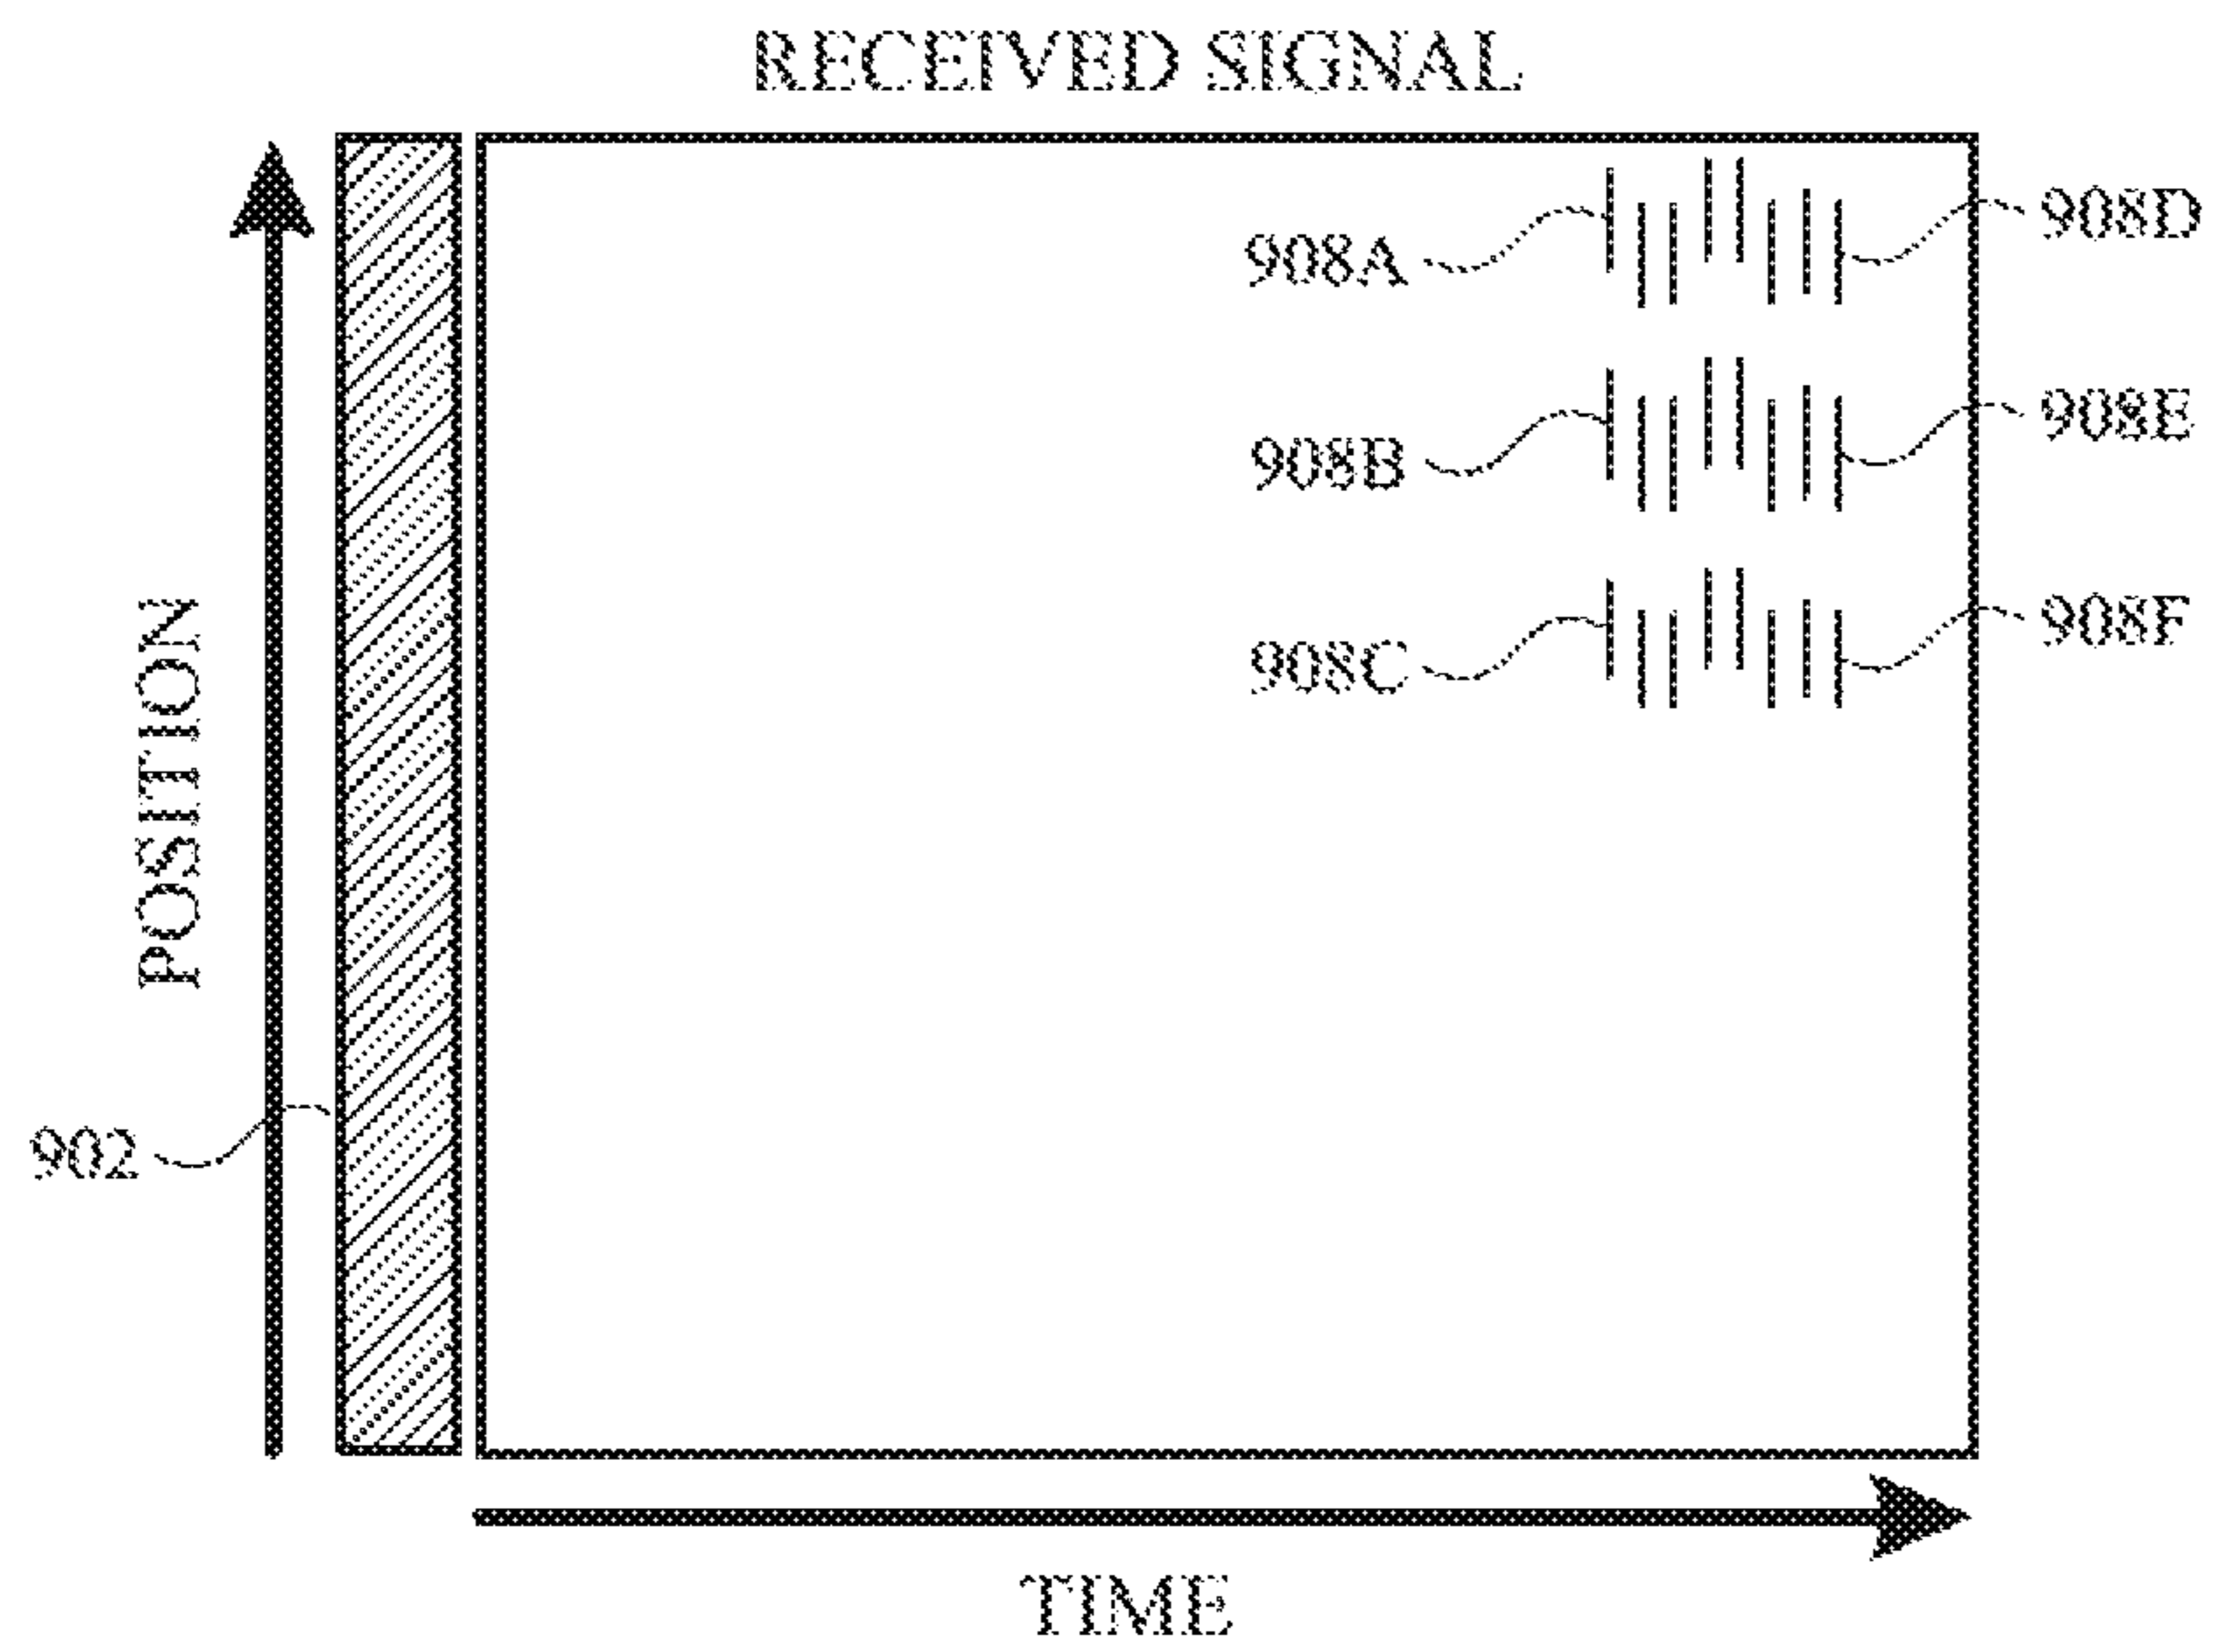 RECEIVED SIGNAL
908A
908D
908B
908E
908C
908F
POSITION
902
TIME